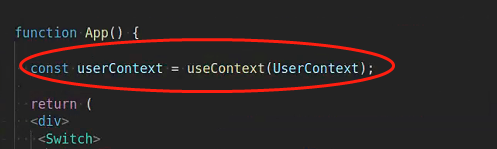 function App() {
const userContext = useContext(UserContext);
return (
<div>
<Switch>